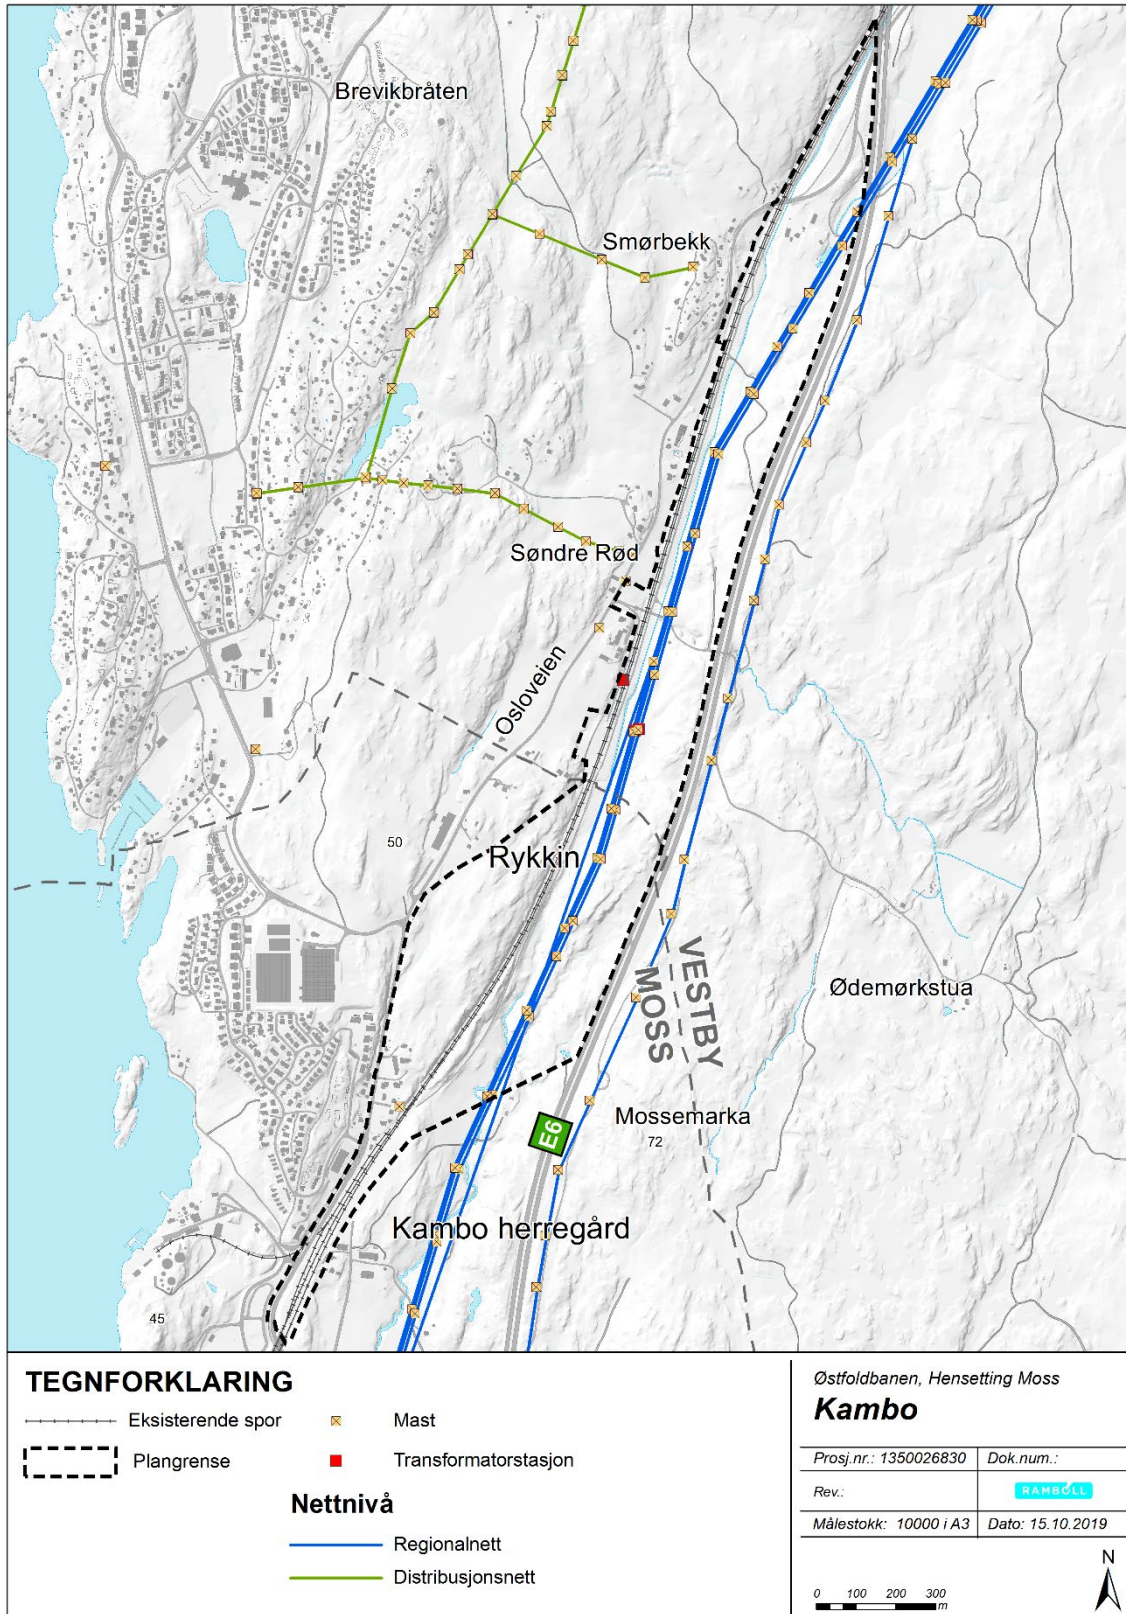 Brevikbråten
Smørbekk
Søndre Rød
Osloveien
50
Rykkin
VESTBY
MOSS
Ødemørkstua
E6
Mossemarka
72
Kambo herregård
45
TEGNFORKLARING
Eksisterende spor
Mast
Plangrense
Transformatorstasjon
Nettnivå
Regionalnett
Distribusjonsnett
Østfoldbanen, Hensetting Moss
Kambo
Prosj.nr.: 1350026830 Dok.num.:
Rev.: RAMBOLL
Målestokk: 10000 i A3 Dato: 15.10.2019
N
0 100 200 300
m